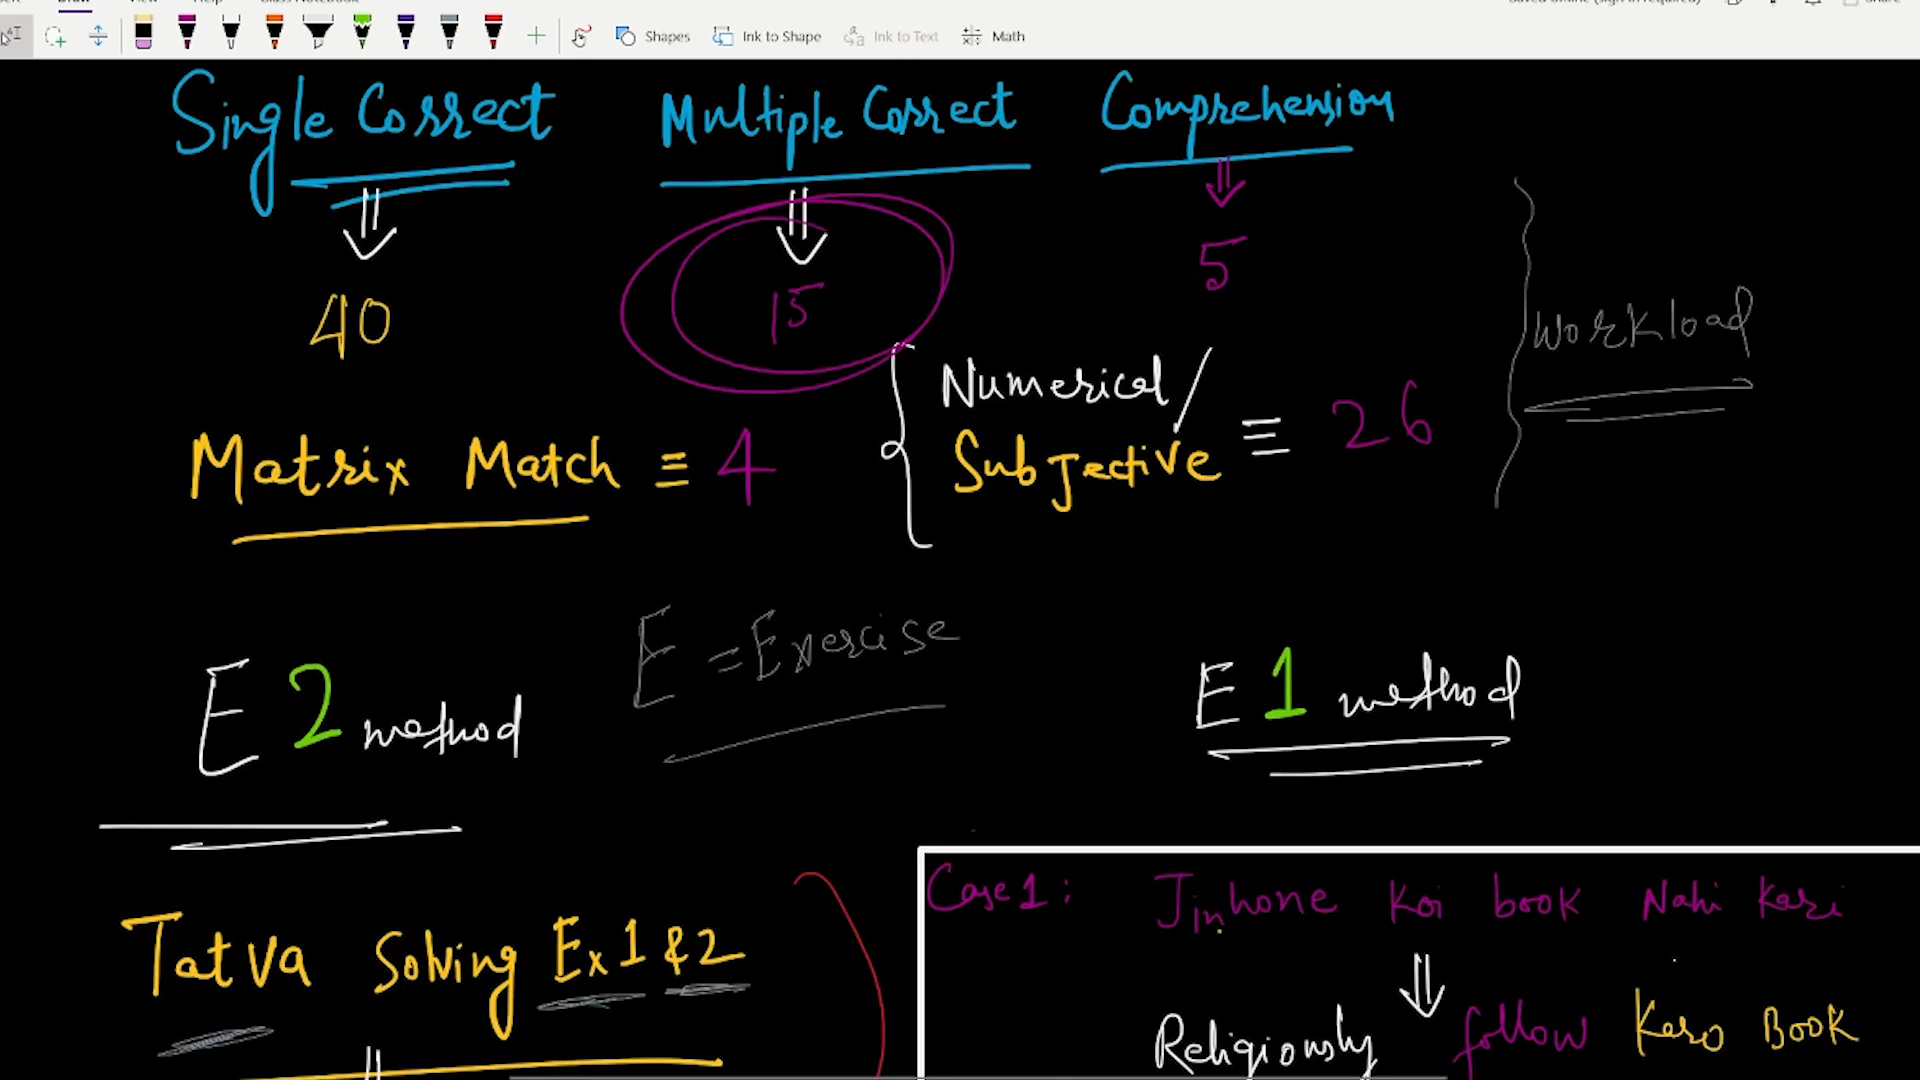 Shapes Ink to Shape Ink to Text Math
Single Correct Multiple Correct Comprehension
40 15 5
workload
Numerical/
Matrix Match ≡ 4 Subjective ≡ 26
E 2 method E = Exercise E 1 method
Case 1: Jinhone Koi book Nahi Kari
Tatva Solving Ex 1 & 2
Religiously follow Karo Book